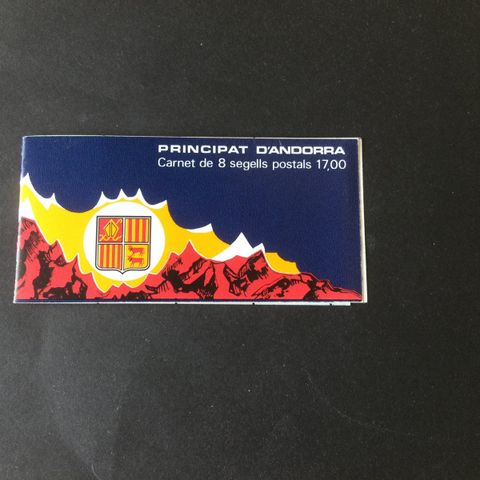 PRINCIPAT D'ANDORRA
Carnet de 8 segells postals 17,00